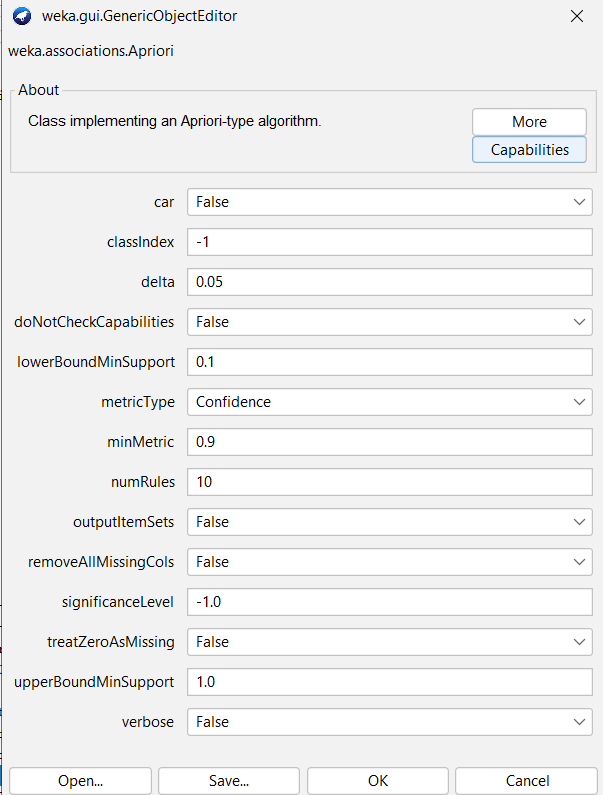 weka.gui.GenericObjectEditor
weka.associations.Apriori
About
Class implementing an Apriori-type algorithm.
More
Capabilities
car False
classIndex -1
delta 0.05
doNotCheckCapabilities False
lowerBoundMinSupport 0.1
metricType Confidence
minMetric 0.9
numRules 10
outputItemSets False
removeAllMissingCols False
significanceLevel -1.0
treatZeroAsMissing False
upperBoundMinSupport 1.0
verbose False
Open... Save... OK Cancel